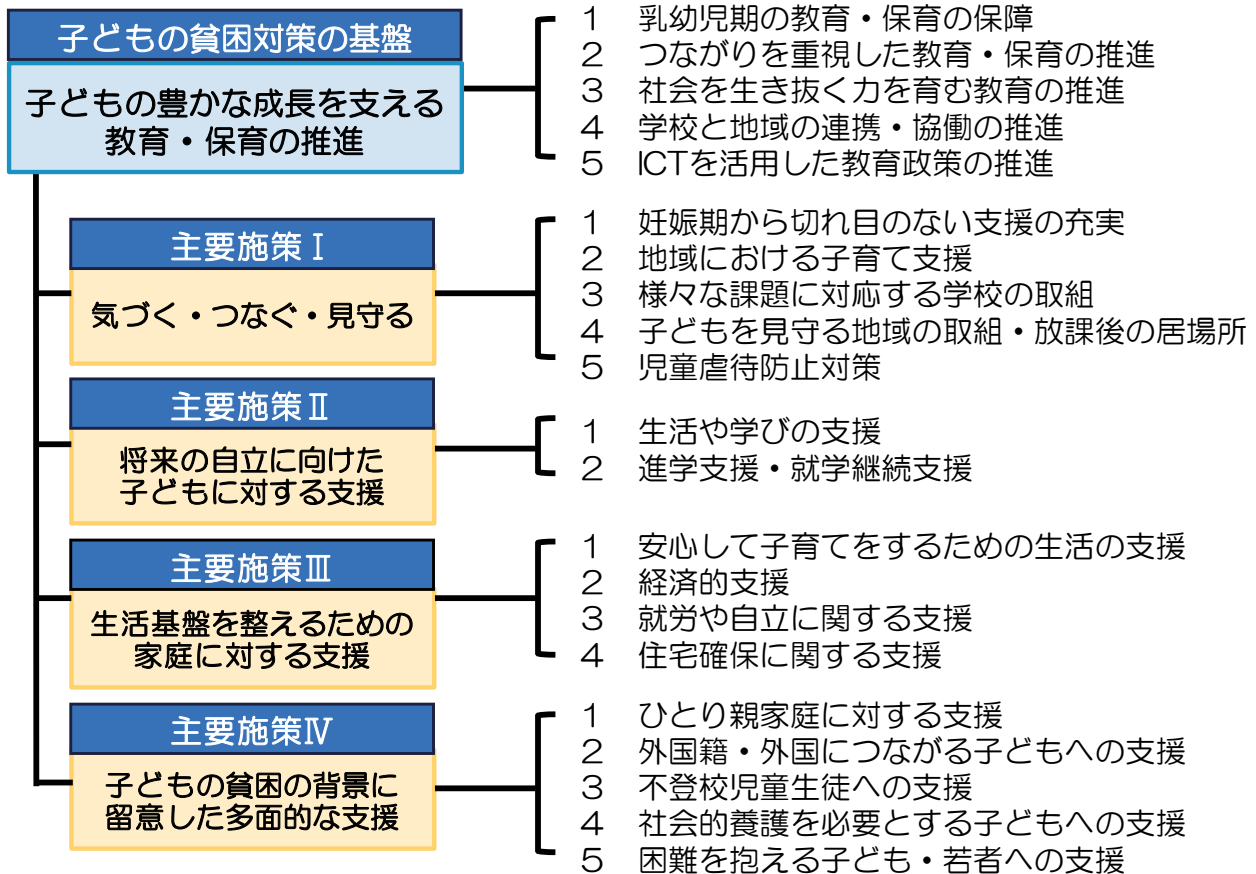 子どもの貧困対策の基盤
子どもの豊かな成長を支える
教育・保育の推進
1 乳幼児期の教育・保育の保障
2 つながりを重視した教育・保育の推進
3 社会を生き抜く力を育む教育の推進
4 学校と地域の連携・協働の推進
5 ICTを活用した教育政策の推進
主要施策Ⅰ
気づく・つなぐ・見守る
1 妊娠期から切れ目のない支援の充実
2 地域における子育て支援
3 様々な課題に対応する学校の取組
4 子どもを見守る地域の取組・放課後の居場所
5 児童虐待防止対策
主要施策Ⅱ
将来の自立に向けた
子どもに対する支援
1 生活や学びの支援
2 進学支援・就学継続支援
主要施策Ⅲ
生活基盤を整えるための
家庭に対する支援
1 安心して子育てをするための生活の支援
2 経済的支援
3 就労や自立に関する支援
4 住宅確保に関する支援
主要施策Ⅳ
子どもの貧困の背景に
留意した多面的な支援
1 ひとり親家庭に対する支援
2 外国籍・外国につながる子どもへの支援
3 不登校児童生徒への支援
4 社会的養護を必要とする子どもへの支援
5 困難を抱える子ども・若者への支援